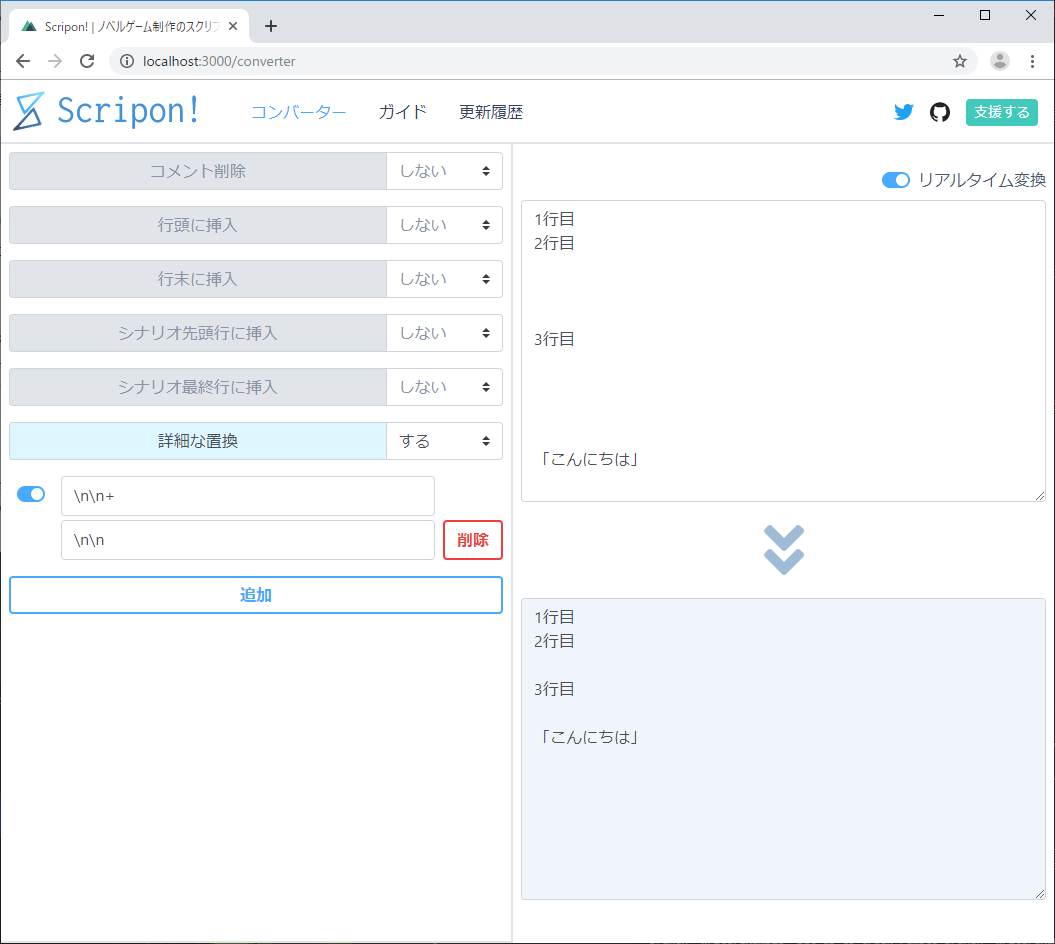 Scripon! | ノベルゲーム制作のスクリプ
localhost:3000/converter
Scripon!
コンバーター
ガイド
更新履歴
支援する
コメント削除
しない
行頭に挿入
しない
行末に挿入
しない
シナリオ先頭行に挿入
しない
シナリオ最終行に挿入
しない
詳細な置換
する
\n\n+
\n\n
削除
追加
リアルタイム変換
1行目
2行目
3行目
「こんにちは」
1行目
2行目
3行目
「こんにちは」